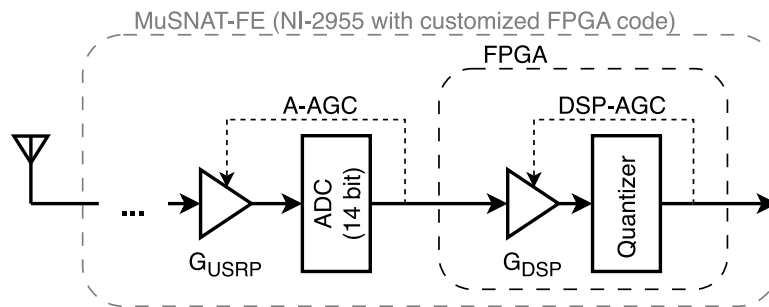 MuSNAT-FE (NI-2955 with customized FPGA code)
FPGA
A-AGC
DSP-AGC
...
ADC
(14 bit)
Quantizer
GUSRP
GDSP